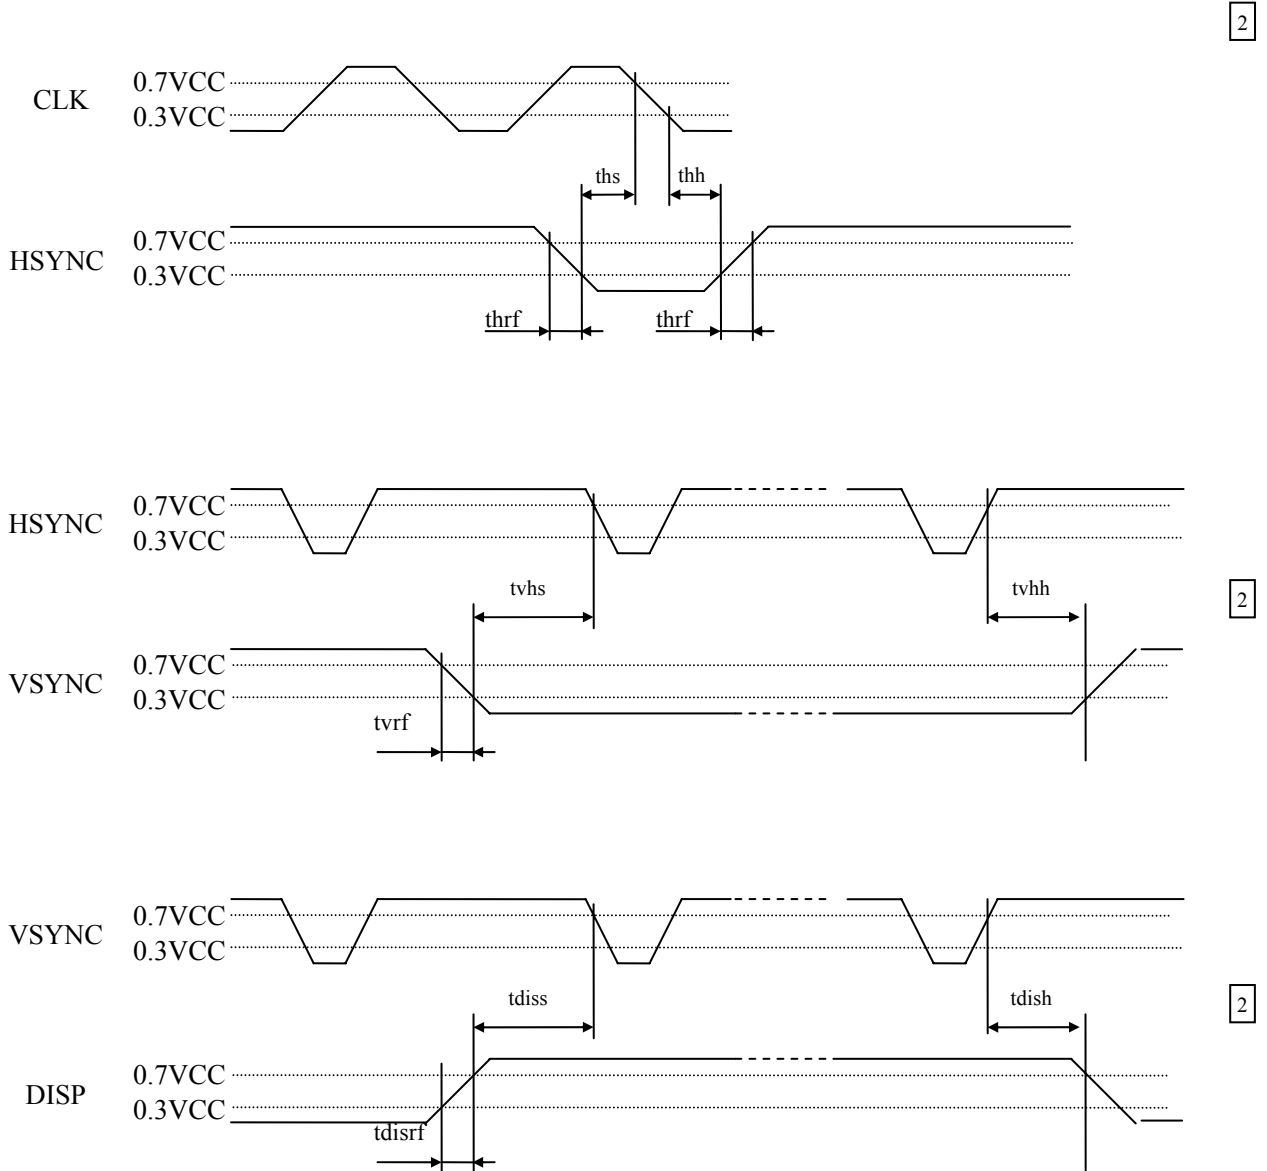 2
0.7VCC
CLK
0.3VCC
ths
thh
0.7VCC
HSYNC
0.3VCC
thrf
thrf
0.7VCC
HSYNC
0.3VCC
tvhs
tvhh
2
0.7VCC
VSYNC
0.3VCC
tvrf
0.7VCC
VSYNC
0.3VCC
tdiss
tdish
2
0.7VCC
DISP
0.3VCC
tdisrf